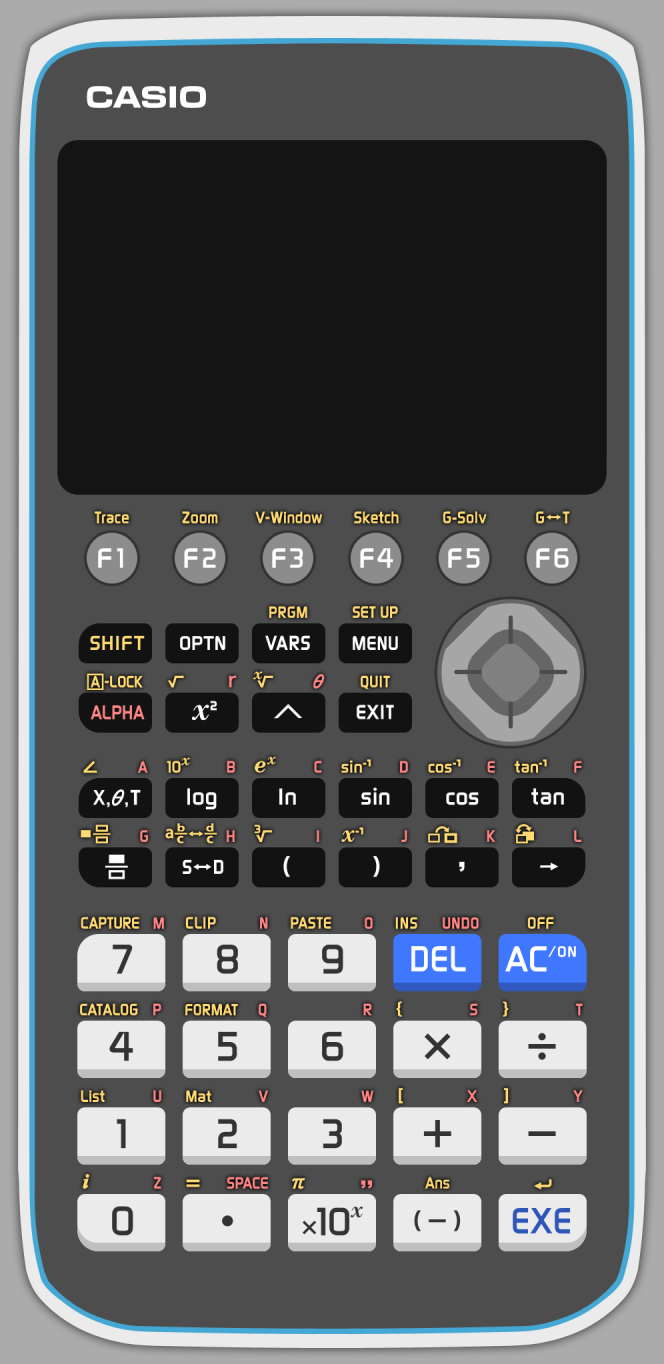 CASIO
Trace Zoom V-Window Sketch G-Solv G↔T
F1 F2 F3 F4 F5 F6
PRGM SET UP
SHIFT OPTN VARS MENU
A-LOCK √ r x√ θ QUIT
ALPHA x² ^ EXIT
∠ A 10ˣ B eˣ C sin⁻¹ D cos⁻¹ E tan⁻¹ F
X,θ,T log ln sin cos tan
G a b/c ↔ d/c H ³√ I x⁻¹ J K L
S↔D ( ) , →
CAPTURE M CLIP N PASTE O INS UNDO OFF
7 8 9 DEL AC/ON
CATALOG P FORMAT Q R { S } T
4 5 6 × ÷
List U Mat V W [ X ] Y
1 2 3 + −
i Z = SPACE π ” Ans ↵
0 • ×10ˣ (−) EXE